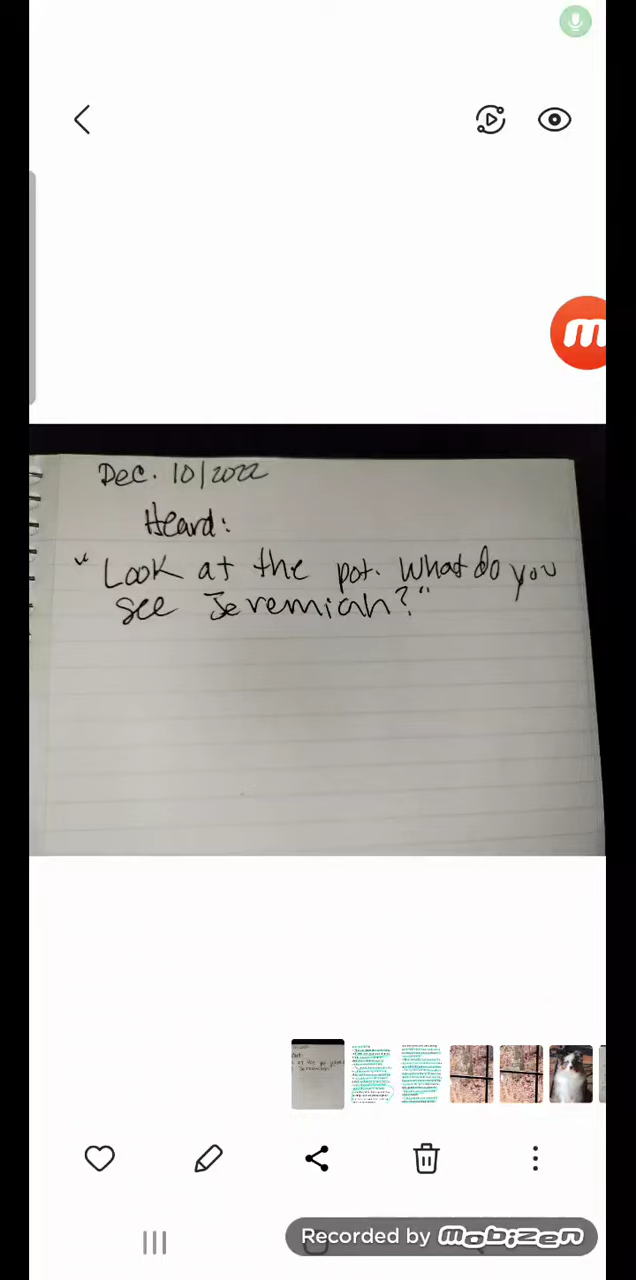 Dec. 10/2022
Heard:
"Look at the pot. What do you
see Jeremiah?"
Recorded by mobizen